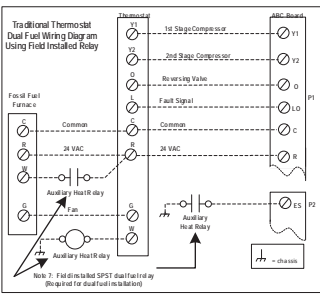 Traditional Thermostat
Dual Fuel Wiring Diagram
Using Field Installed Relay
Thermostat
ABC Board
Y1
1st Stage Compressor
Y1
Y2
2nd Stage Compressor
Y2
O
Reversing Valve
O
P1
L
Fault Signal
LO
Fossil Fuel
Furnace
C
Common
C
Common
C
R
24 VAC
R
24 VAC
R
W
Auxiliary Heat Relay
G
Fan
G
Auxiliary
Heat Relay
ES
P2
W
Auxiliary Heat Relay
= chassis
Note 7: Field installed SPST dual fuel relay
(Required for dual fuel installation)